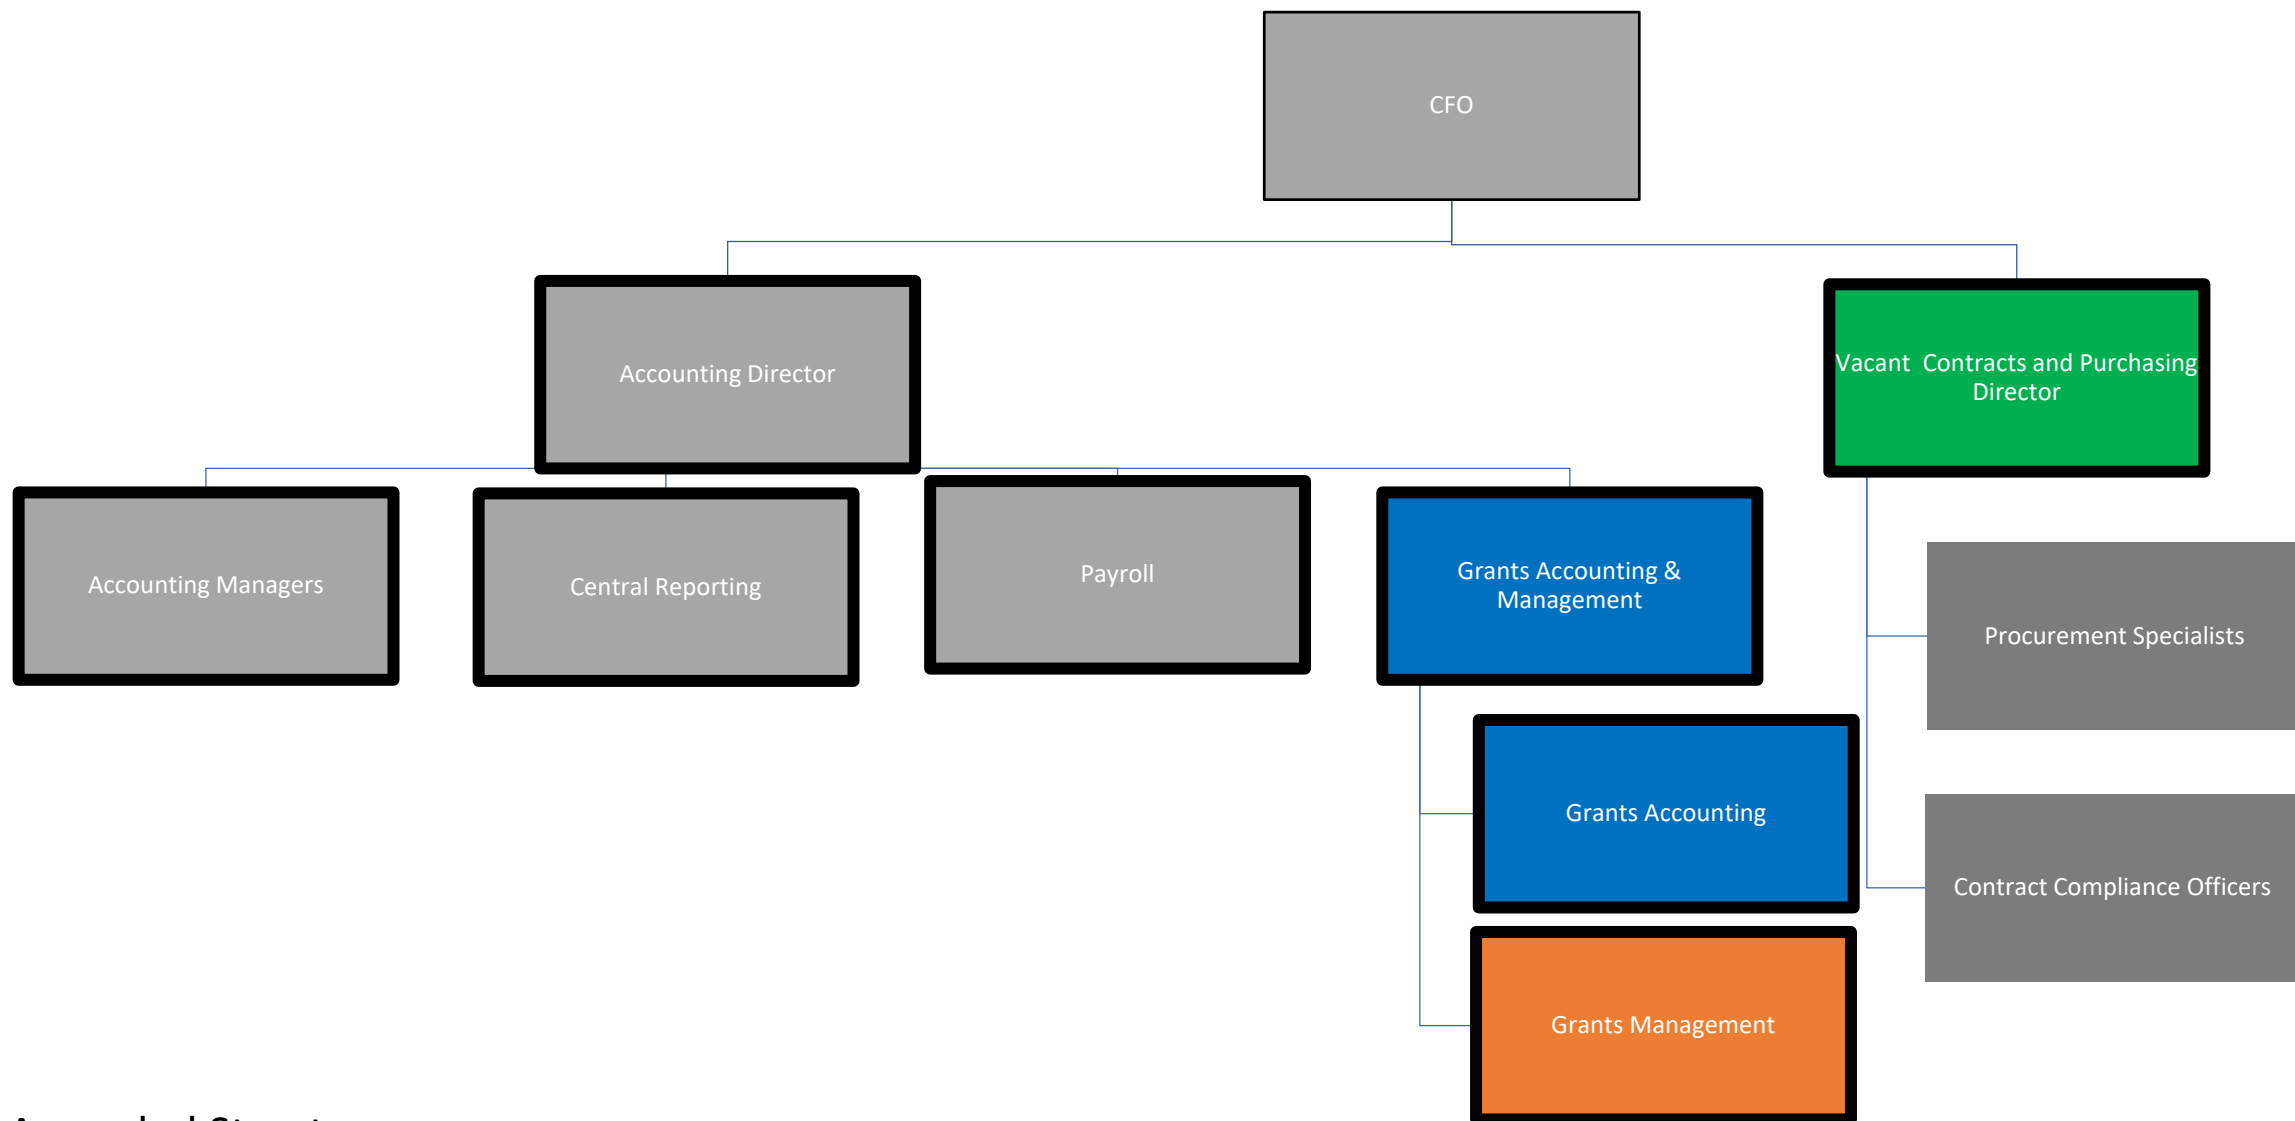 CFO
Accounting Director
Vacant  Contracts and Purchasing
Director
Accounting Managers
Central Reporting
Payroll
Grants Accounting &
Management
Procurement Specialists
Grants Accounting
Contract Compliance Officers
Grants Management